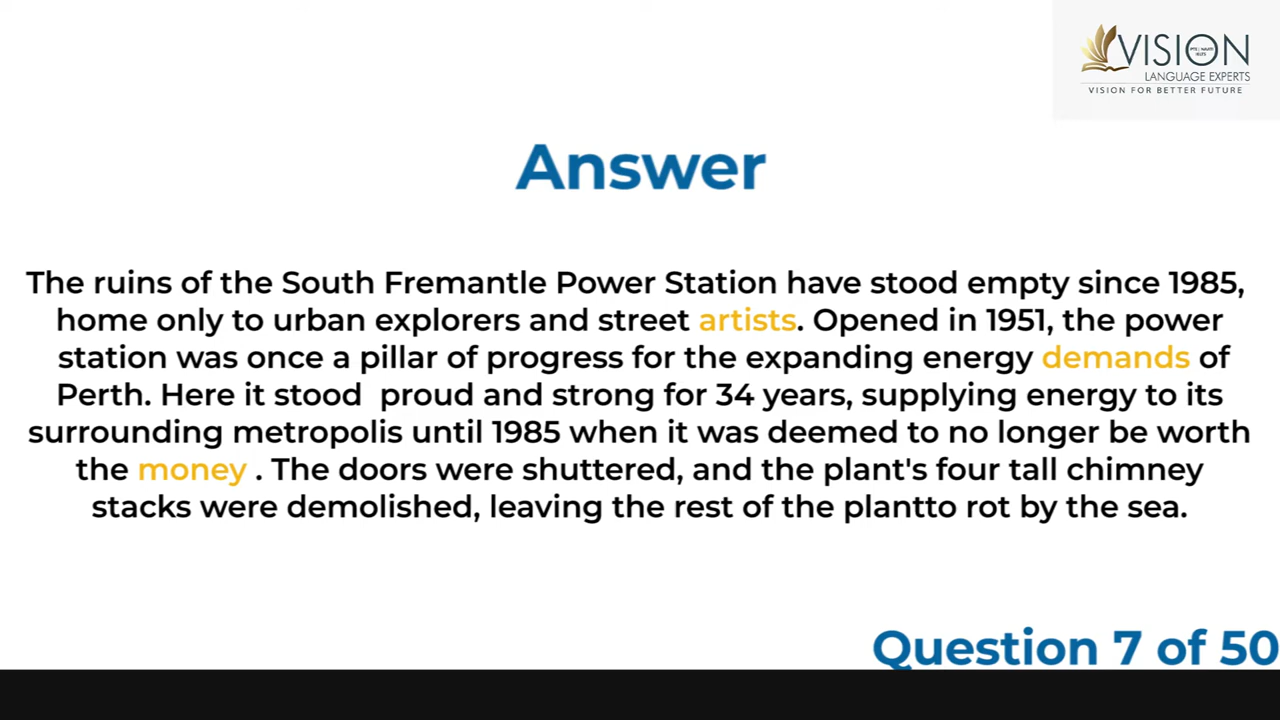 VISION
LANGUAGE EXPERTS
VISION FOR BETTER FUTURE
Answer
The ruins of the South Fremantle Power Station have stood empty since 1985,
home only to urban explorers and street artists. Opened in 1951, the power
station was once a pillar of progress for the expanding energy demands of
Perth. Here it stood  proud and strong for 34 years, supplying energy to its
surrounding metropolis until 1985 when it was deemed to no longer be worth
the money . The doors were shuttered, and the plant's four tall chimney
stacks were demolished, leaving the rest of the plantto rot by the sea.
Question 7 of 50